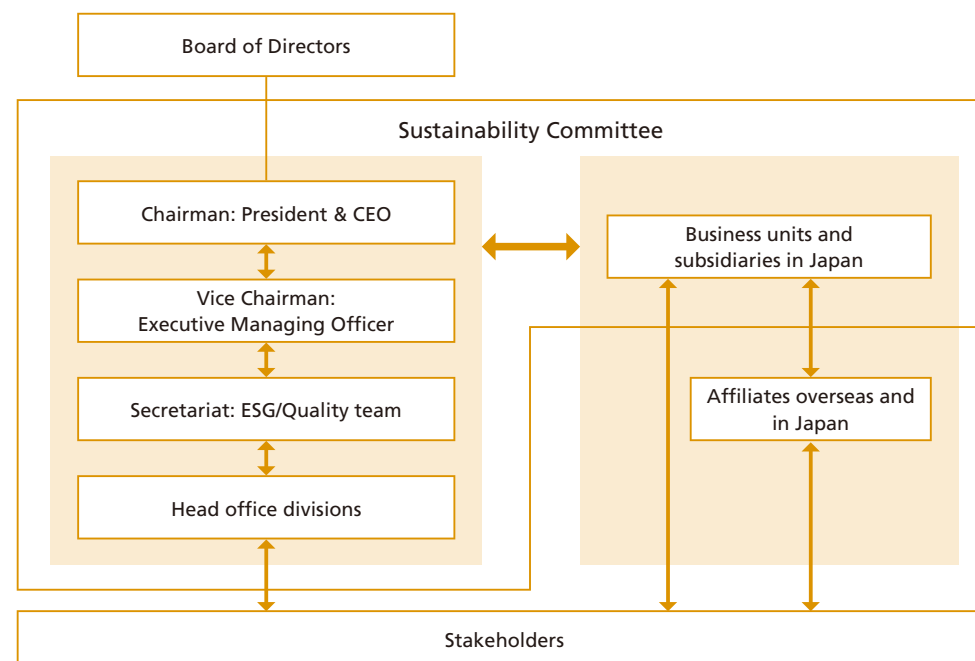 Board of Directors
Sustainability Committee
Chairman: President & CEO
Vice Chairman:
Executive Managing Officer
Secretariat: ESG/Quality team
Head office divisions
Business units and
subsidiaries in Japan
Affiliates overseas and
in Japan
Stakeholders